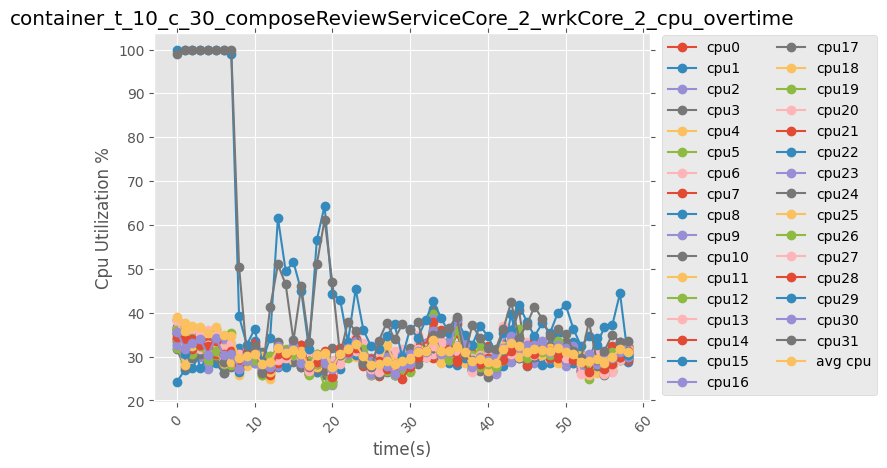 container_t_10_c_30_composeReviewServiceCore_2_wrkCore_2_cpu_overtime
Cpu Utilization %
100
90
80
70
60
50
40
30
20
0
10
20
30
40
50
60
time(s)
cpu0
cpu1
cpu2
cpu3
cpu4
cpu5
cpu6
cpu7
cpu8
cpu9
cpu10
cpu11
cpu12
cpu13
cpu14
cpu15
cpu16
cpu17
cpu18
cpu19
cpu20
cpu21
cpu22
cpu23
cpu24
cpu25
cpu26
cpu27
cpu28
cpu29
cpu30
cpu31
avg cpu